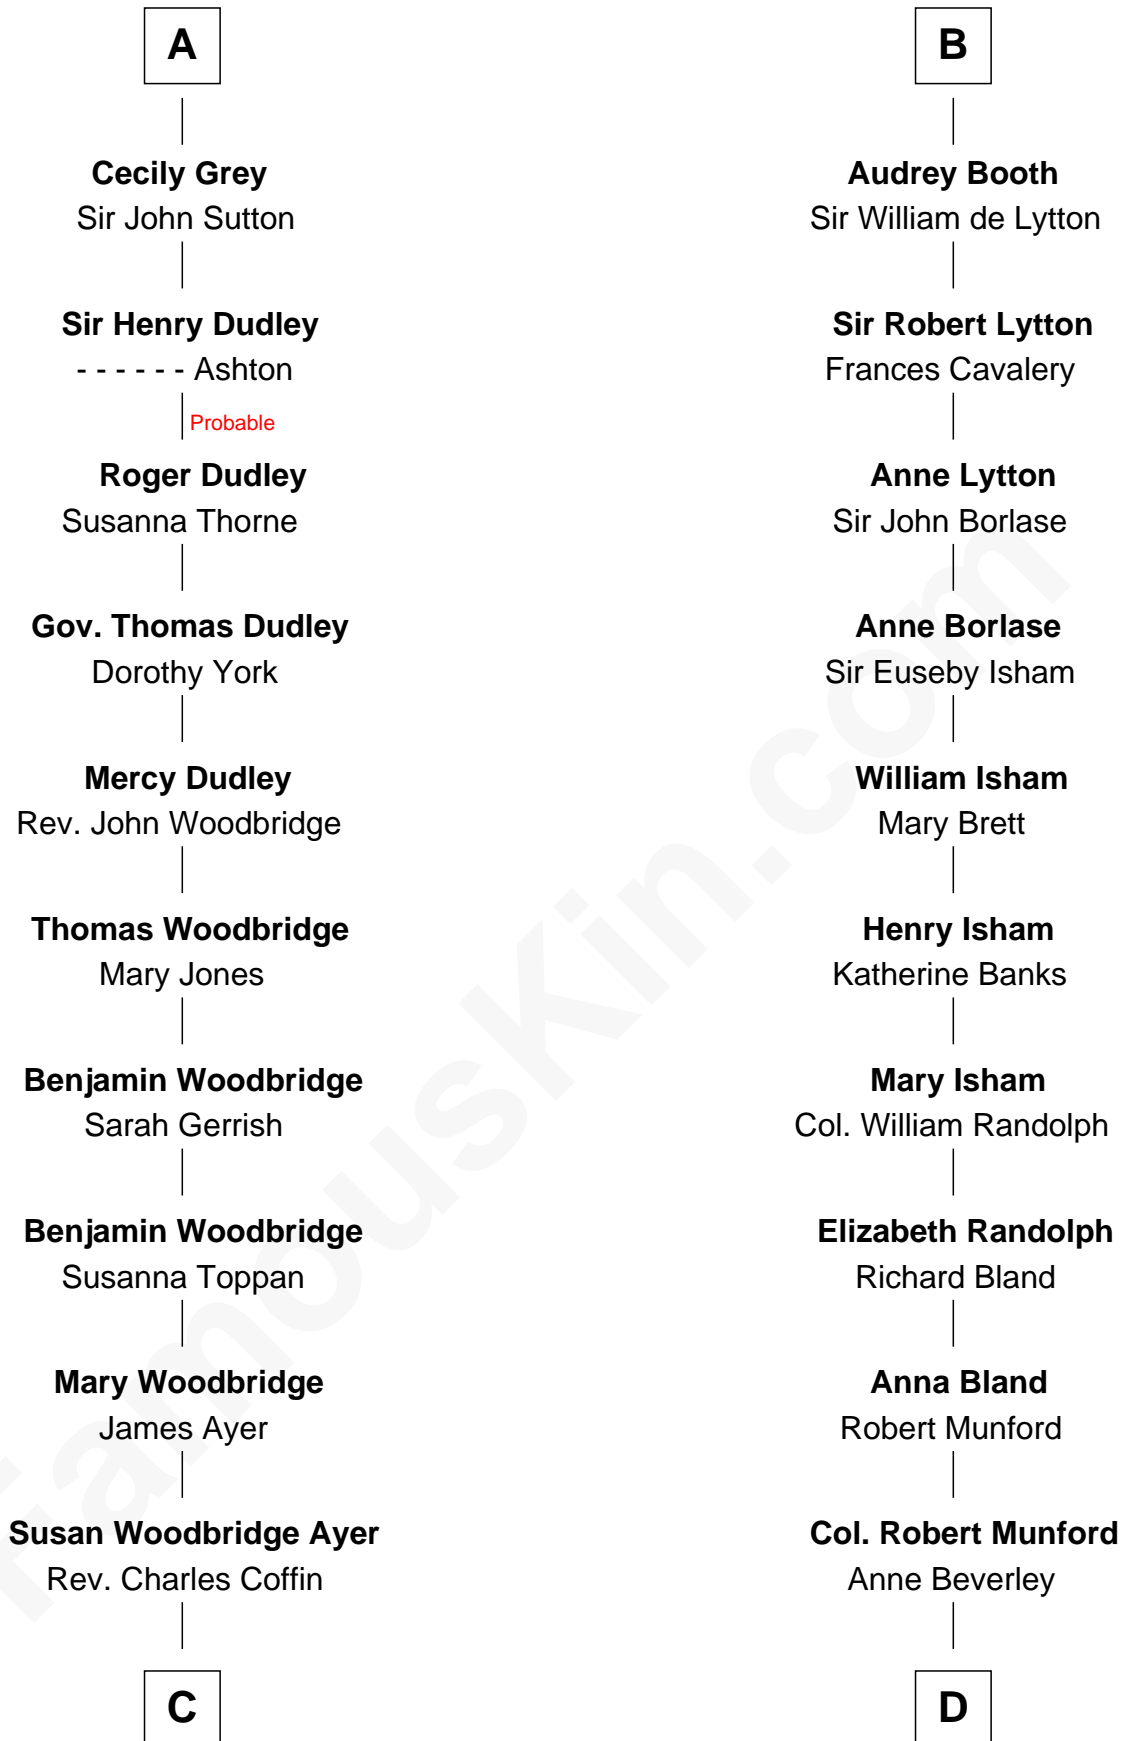 A
Cecily Grey
Sir John Sutton
Sir Henry Dudley
- - - - - - Ashton
Probable
Roger Dudley
Susanna Thorne
Gov. Thomas Dudley
Dorothy York
Mercy Dudley
Rev. John Woodbridge
Thomas Woodbridge
Mary Jones
Benjamin Woodbridge
Sarah Gerrish
Benjamin Woodbridge
Susanna Toppan
Mary Woodbridge
James Ayer
Susan Woodbridge Ayer
Rev. Charles Coffin
C
B
Audrey Booth
Sir William de Lytton
Sir Robert Lytton
Frances Cavalery
Anne Lytton
Sir John Borlase
Anne Borlase
Sir Euseby Isham
William Isham
Mary Brett
Henry Isham
Katherine Banks
Mary Isham
Col. William Randolph
Elizabeth Randolph
Richard Bland
Anna Bland
Robert Munford
Col. Robert Munford
Anne Beverley
D
FamousKin.com